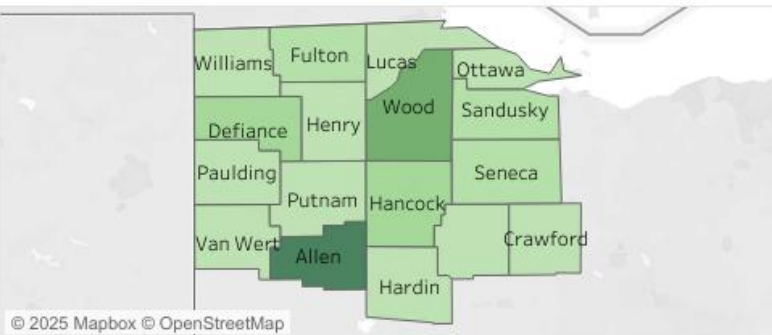 Williams
Fulton
Lucas
Ottawa
Wood
Defiance
Henry
Sandusky
Paulding
Seneca
Putnam
Hancock
Van Wert
Allen
Crawford
Hardin
© 2025 Mapbox © OpenStreetMap